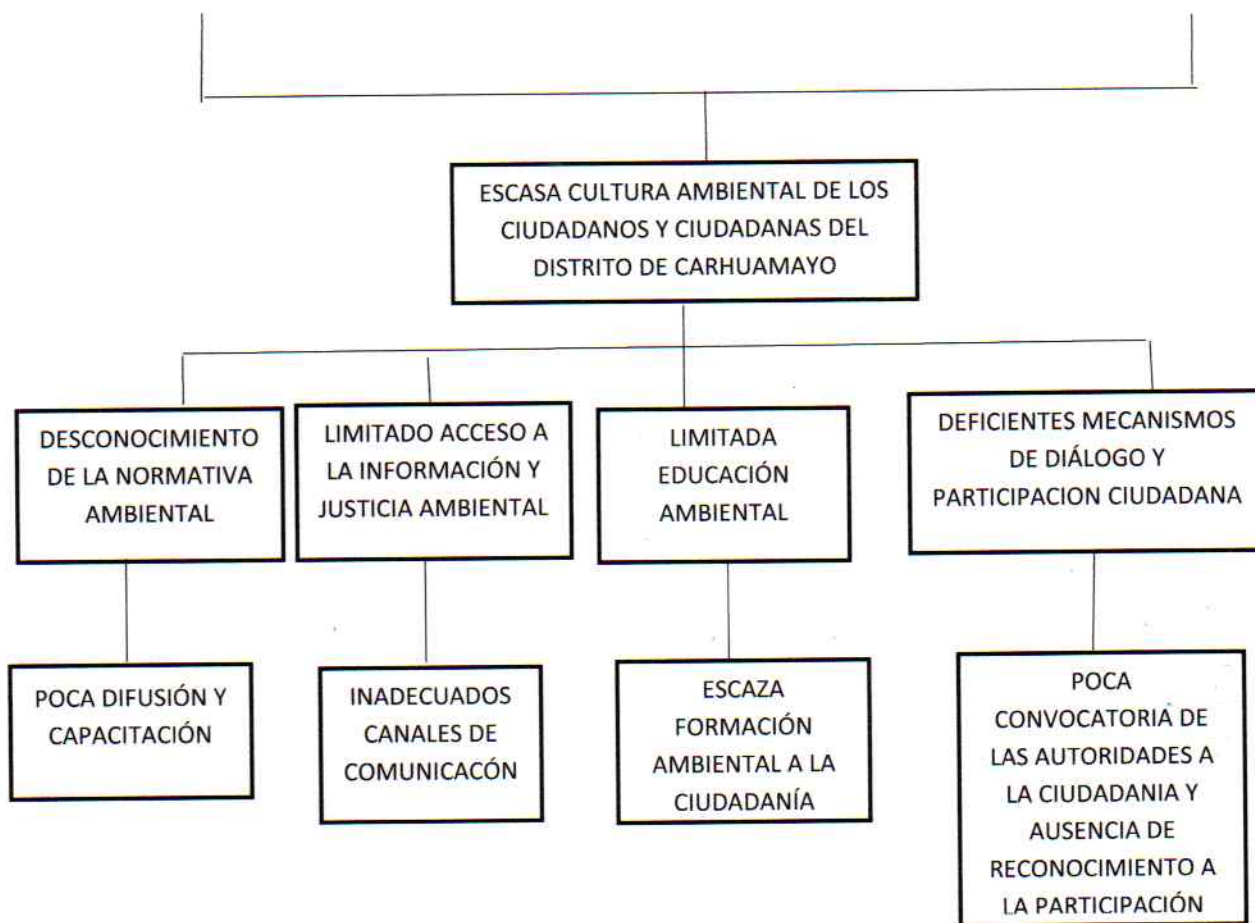 ESCASA CULTURA AMBIENTAL DE LOS
CIUDADANOS Y CIUDADANAS DEL
DISTRITO DE CARHUAMAYO
DESCONOCIMIENTO
DE LA NORMATIVA
AMBIENTAL
LIMITADO ACCESO A
LA INFORMACIÓN Y
JUSTICIA AMBIENTAL
LIMITADA
EDUCACIÓN
AMBIENTAL
DEFICIENTES MECANISMOS
DE DIÁLOGO Y
PARTICIPACION CIUDADANA
POCA DIFUSIÓN Y
CAPACITACIÓN
INADECUADOS
CANALES DE
COMUNICACÓN
ESCAZA
FORMACIÓN
AMBIENTAL A LA
CIUDADANÍA
POCA
CONVOCATORIA DE
LAS AUTORIDADES A
LA CIUDADANIA Y
AUSENCIA DE
RECONOCIMIENTO A
LA PARTICIPACIÓN